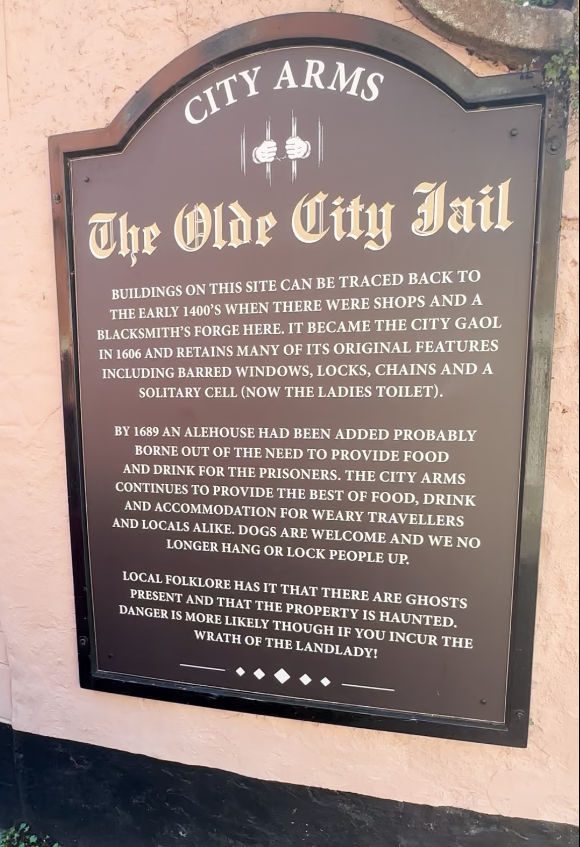 CITY ARMS
The Olde City Jail
BUILDINGS ON THIS SITE CAN BE TRACED BACK TO
THE EARLY 1400'S WHEN THERE WERE SHOPS AND A
BLACKSMITH'S FORGE HERE. IT BECAME THE CITY GAOL
IN 1606 AND RETAINS MANY OF ITS ORIGINAL FEATURES
INCLUDING BARRED WINDOWS, LOCKS, CHAINS AND A
SOLITARY CELL (NOW THE LADIES TOILET).
BY 1689 AN ALEHOUSE HAD BEEN ADDED PROBABLY
BORNE OUT OF THE NEED TO PROVIDE FOOD
AND DRINK FOR THE PRISONERS. THE CITY ARMS
CONTINUES TO PROVIDE THE BEST OF FOOD, DRINK
AND ACCOMMODATION FOR WEARY TRAVELLERS
AND LOCALS ALIKE. DOGS ARE WELCOME AND WE NO
LONGER HANG OR LOCK PEOPLE UP.
LOCAL FOLKLORE HAS IT THAT THERE ARE GHOSTS
PRESENT AND THAT THE PROPERTY IS HAUNTED.
DANGER IS MORE LIKELY THOUGH IF YOU INCUR THE
WRATH OF THE LANDLADY!